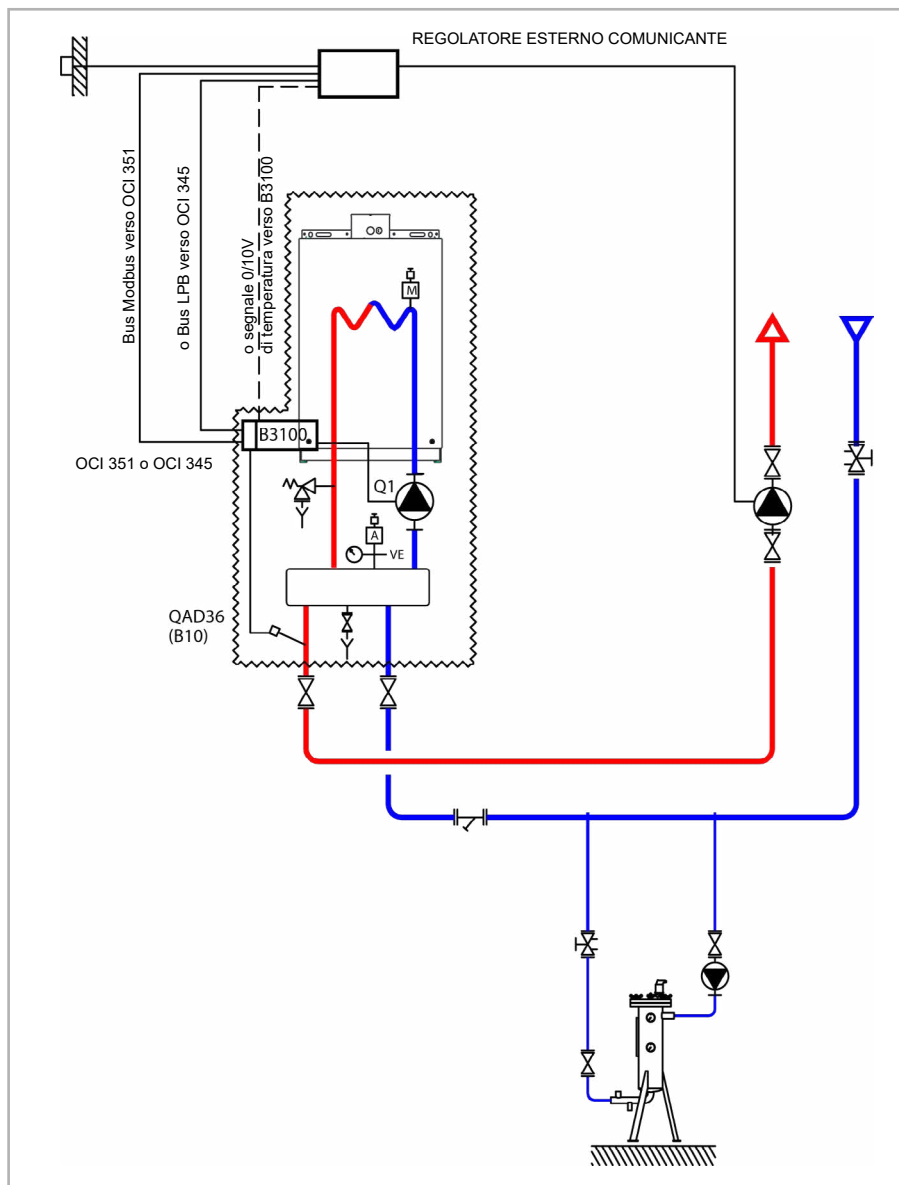 REGOLATORE ESTERNO COMUNICANTE
Bus Modbus verso OCI 351
o Bus LPB verso OCI 345
o segnale 0/10V
di temperatura verso B3100
M
B3100
OCI 351 o OCI 345
Q1
A
VE
QAD36
(B10)